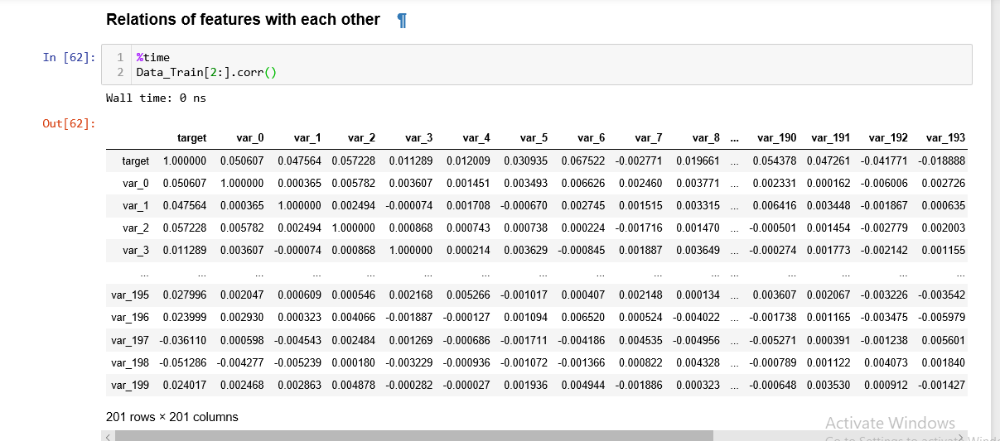 Relations of features with each other ¶
In [62]: 1 %time
2 Data_Train[2:].corr()
Wall time: 0 ns
Out[62]:
target var_0 var_1 var_2 var_3 var_4 var_5 var_6 var_7 var_8 ... var_190 var_191 var_192 var_193
target 1.000000 0.050607 0.047564 0.057228 0.011289 0.012009 0.030935 0.067522 -0.002771 0.019661 ... 0.054378 0.047261 -0.041771 -0.018888
var_0 0.050607 1.000000 0.000365 0.005782 0.003607 0.001451 0.003493 0.006626 0.002460 0.003771 ... 0.002331 0.000162 -0.006006 0.002726
var_1 0.047564 0.000365 1.000000 0.002494 -0.000074 0.001708 -0.000670 0.002745 0.001515 0.003315 ... 0.006416 0.003448 -0.001867 0.000635
var_2 0.057228 0.005782 0.002494 1.000000 0.000868 0.000743 0.000738 0.000224 -0.001716 0.001470 ... -0.000501 0.001454 -0.002779 0.002003
var_3 0.011289 0.003607 -0.000074 0.000868 1.000000 0.000214 0.003629 -0.000845 0.001887 0.003649 ... -0.000274 0.001773 -0.002142 0.001155
... ... ... ... ... ... ... ... ... ... ... ... ... ... ... ...
var_195 0.027996 0.002047 0.000609 0.000546 0.002168 0.005266 -0.001017 0.000407 0.002148 0.000134 ... 0.003607 0.002067 -0.003226 -0.003542
var_196 0.023999 0.002930 0.000323 0.004066 -0.001887 -0.000127 0.001094 0.006520 0.000524 -0.004022 ... -0.001738 0.001165 -0.003475 -0.005979
var_197 -0.036110 0.000598 -0.004543 0.002484 0.001269 -0.000686 -0.001711 -0.004186 0.004535 -0.004956 ... -0.005271 0.000391 -0.001238 0.005601
var_198 -0.051286 -0.004277 -0.005239 0.000180 -0.003229 -0.000936 -0.001072 -0.001366 0.000822 0.004328 ... -0.000789 0.001122 0.004073 0.001840
var_199 0.024017 0.002468 0.002863 0.004878 -0.000282 -0.000027 0.001936 0.004944 -0.001886 0.000323 ... -0.000648 0.003530 0.000912 -0.001427
201 rows × 201 columns
Activate Windows